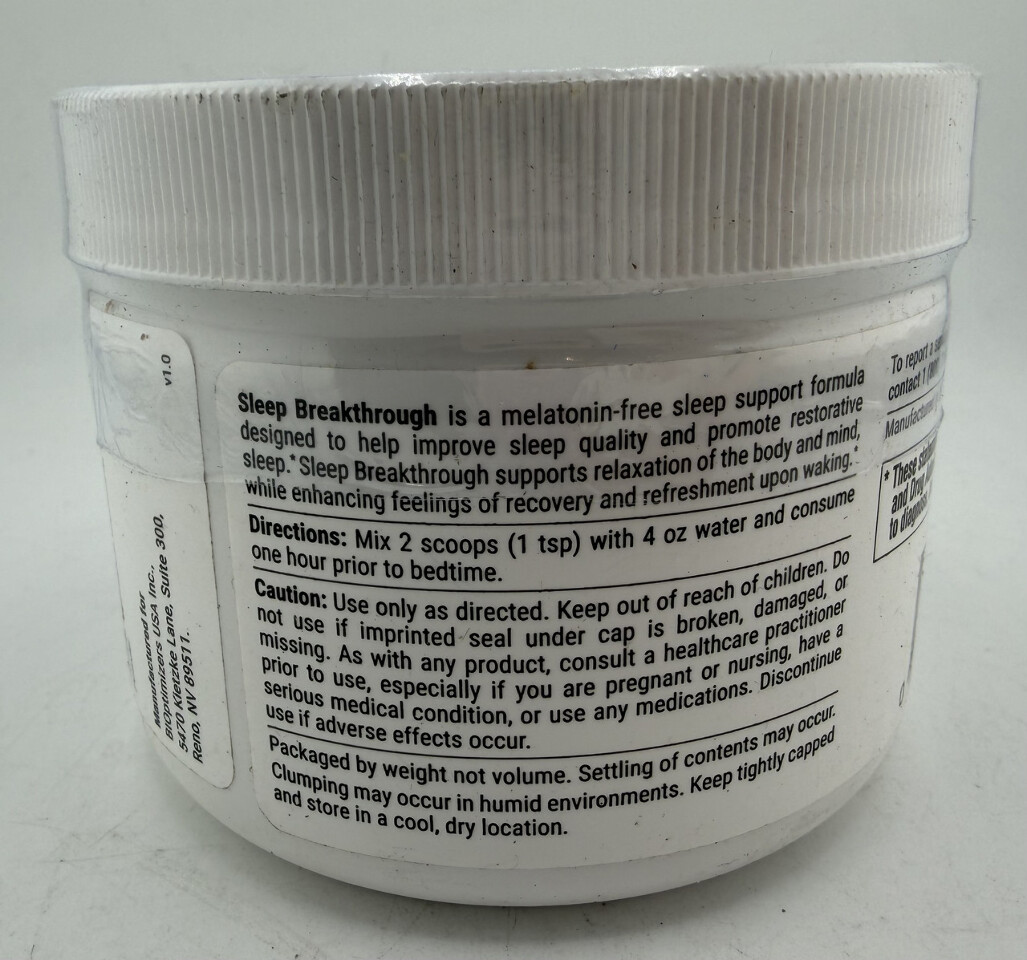 v1.0
Manufactured for
BiOptimizers USA Inc.,
5470 Kietzke Lane, Suite 300,
Reno, NV 89511.
Sleep Breakthrough is a melatonin-free sleep support formula
designed to help improve sleep quality and promote restorative
sleep.* Sleep Breakthrough supports relaxation of the body and mind,
while enhancing feelings of recovery and refreshment upon waking.*
Directions: Mix 2 scoops (1 tsp) with 4 oz water and consume
one hour prior to bedtime.
Caution: Use only as directed. Keep out of reach of children. Do
not use if imprinted seal under cap is broken, damaged, or
missing. As with any product, consult a healthcare practitioner
prior to use, especially if you are pregnant or nursing, have a
serious medical condition, or use any medications. Discontinue
use if adverse effects occur.
Packaged by weight not volume. Settling of contents may occur.
Clumping may occur in humid environments. Keep tightly capped
and store in a cool, dry location.
To report a
contact 1
Manufactured
* These
and Drug
to